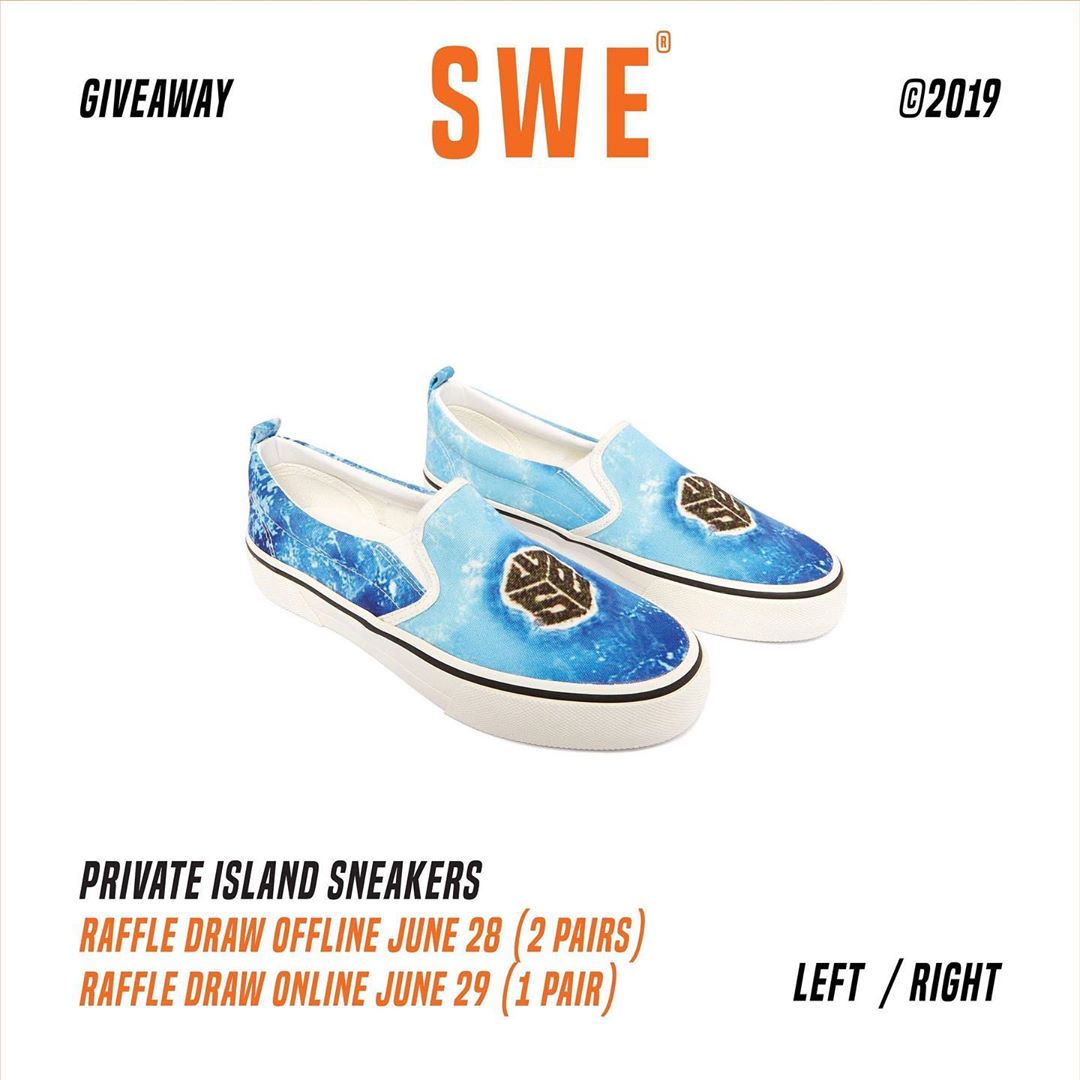 GIVEAWAY
SWE®
©2019
PRIVATE ISLAND SNEAKERS
RAFFLE DRAW OFFLINE JUNE 28 (2 PAIRS)
RAFFLE DRAW ONLINE JUNE 29 (1 PAIR)
LEFT / RIGHT